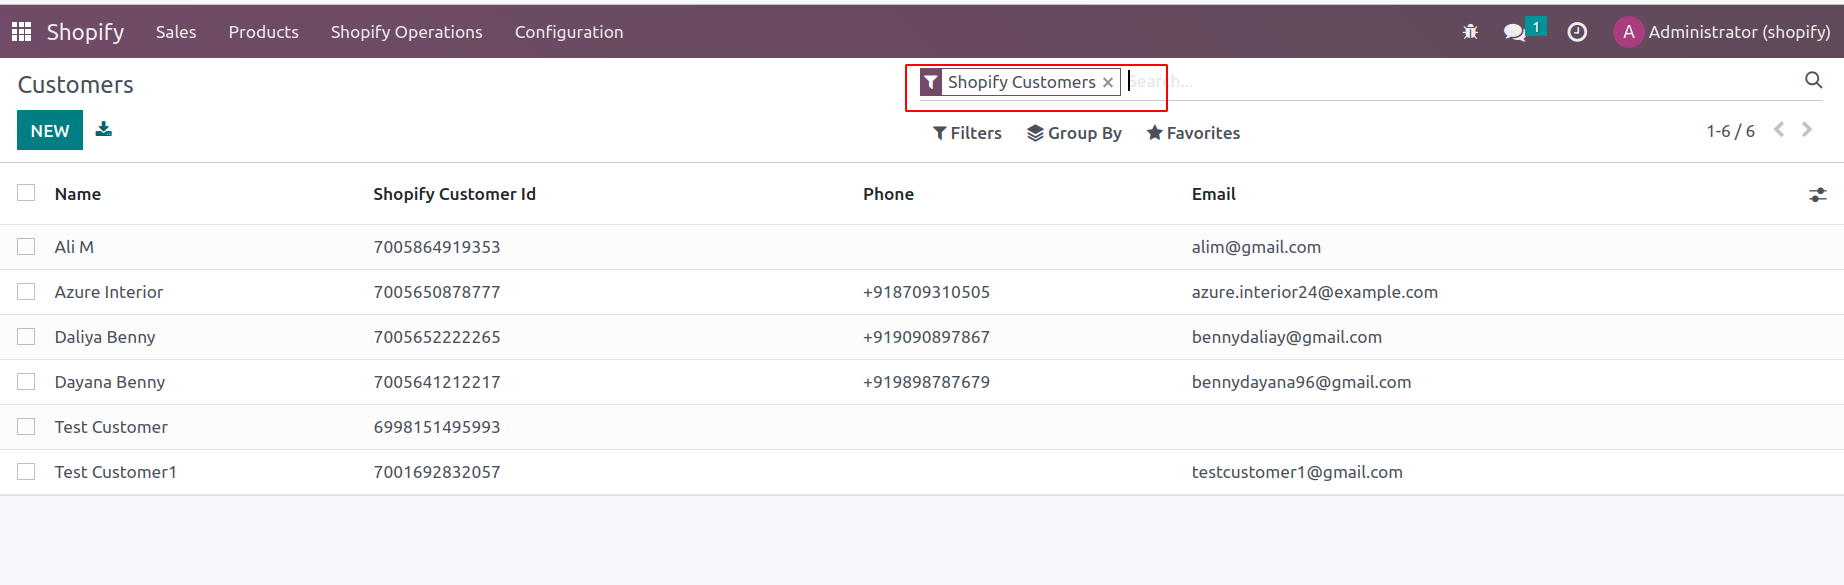 Shopify Sales Products Shopify Operations Configuration 1 A Administrator (shopify)
Customers Shopify Customers × Search...
NEW Filters Group By Favorites 1-6 / 6
Name Shopify Customer Id Phone Email
Ali M 7005864919353 alim@gmail.com
Azure Interior 7005650878777 +918709310505 azure.interior24@example.com
Daliya Benny 7005652222265 +919090897867 bennydaliay@gmail.com
Dayana Benny 7005641212217 +919898787679 bennydayana96@gmail.com
Test Customer 6998151495993
Test Customer1 7001692832057 testcustomer1@gmail.com